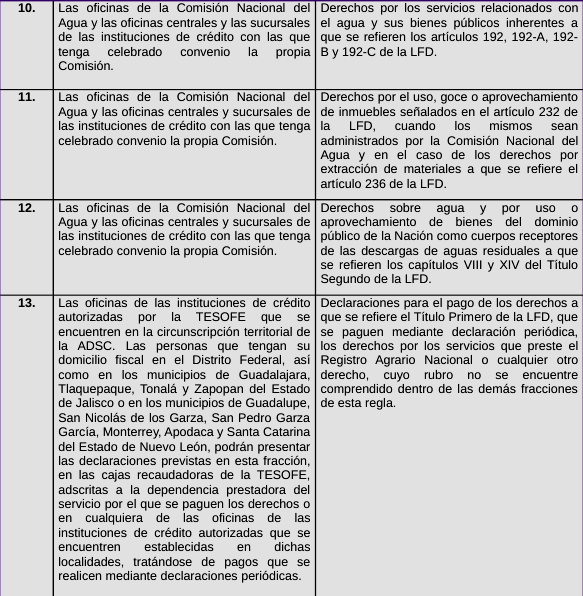 10.
Las oficinas de la Comisión Nacional del
Agua y las oficinas centrales y las sucursales
de las instituciones de crédito con las que
tenga celebrado convenio la propia
Comisión.
Derechos por los servicios relacionados con
el agua y sus bienes públicos inherentes a
que se refieren los artículos 192, 192-A, 192-
B y 192-C de la LFD.
11.
Las oficinas de la Comisión Nacional del
Agua y las oficinas centrales y sucursales de
las instituciones de crédito con las que tenga
celebrado convenio la propia Comisión.
Derechos por el uso, goce o aprovechamiento
de inmuebles señalados en el artículo 232 de
la LFD, cuando los mismos sean
administrados por la Comisión Nacional del
Agua y en el caso de los derechos por
extracción de materiales a que se refiere el
artículo 236 de la LFD.
12.
Las oficinas de la Comisión Nacional del
Agua y las oficinas centrales y sucursales de
las instituciones de crédito con las que tenga
celebrado convenio la propia Comisión.
Derechos sobre agua y por uso o
aprovechamiento de bienes del dominio
público de la Nación como cuerpos receptores
de las descargas de aguas residuales a que
se refieren los capítulos VIII y XIV del Título
Segundo de la LFD.
13.
Las oficinas de las instituciones de crédito
autorizadas por la TESOFE que se
encuentren en la circunscripción territorial de
la ADSC. Las personas que tengan su
domicilio fiscal en el Distrito Federal, así
como en los municipios de Guadalajara,
Tlaquepaque, Tonalá y Zapopan del Estado
de Jalisco o en los municipios de Guadalupe,
San Nicolás de los Garza, San Pedro Garza
García, Monterrey, Apodaca y Santa Catarina
del Estado de Nuevo León, podrán presentar
las declaraciones previstas en esta fracción,
en las cajas recaudadoras de la TESOFE,
adscritas a la dependencia prestadora del
servicio por el que se paguen los derechos o
en cualquiera de las oficinas de las
instituciones de crédito autorizadas que se
encuentren establecidas en dichas
localidades, tratándose de pagos que se
realicen mediante declaraciones periódicas.
Declaraciones para el pago de los derechos a
que se refiere el Título Primero de la LFD, que
se paguen mediante declaración periódica,
los derechos por los servicios que preste el
Registro Agrario Nacional o cualquier otro
derecho, cuyo rubro no se encuentre
comprendido dentro de las demás fracciones
de esta regla.